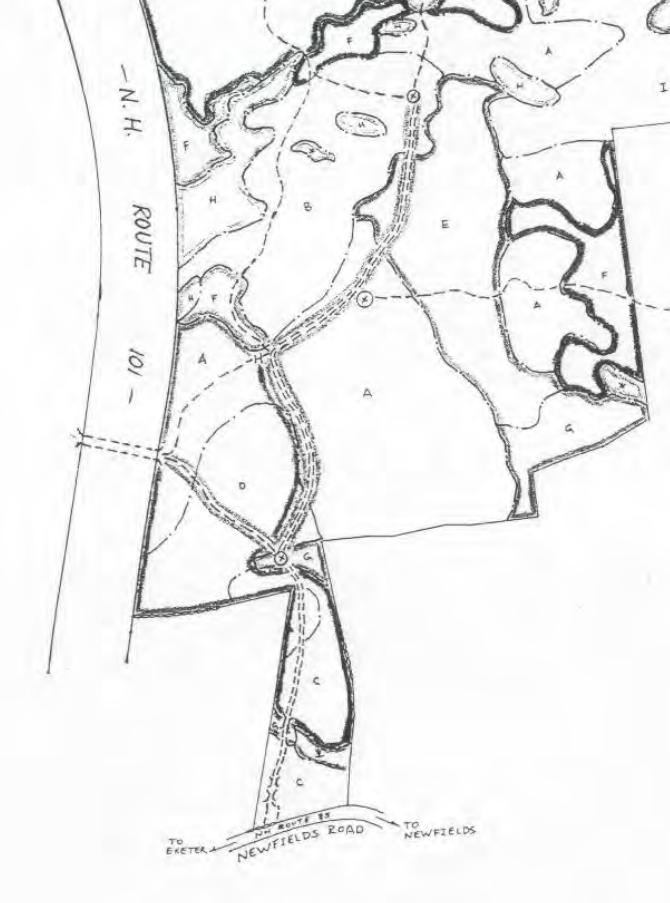 F
A
H
I
- N.H.
ROUTE
101 -
H
F
A
H
B
E
F
H F
A
A
A
G
D
G
C
C
NH ROUTE 85
NEWFIELDS ROAD
TO
EXETER
TO
NEWFIELDS